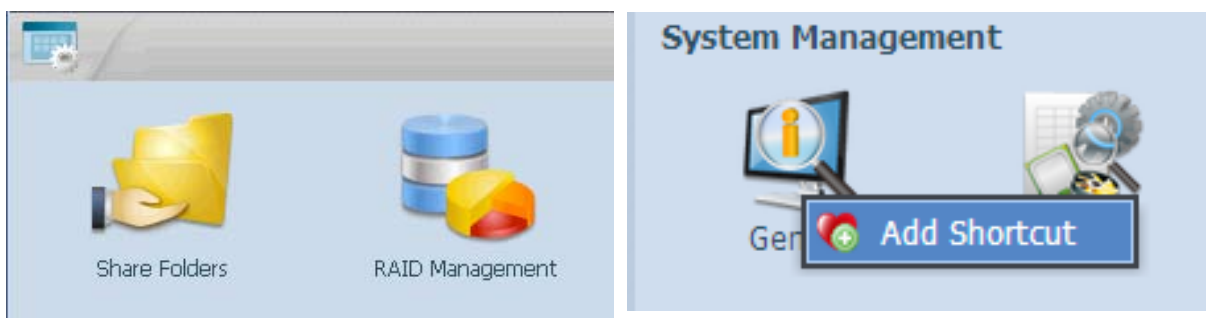 Share Folders
RAID Management
System Management
Add Shortcut